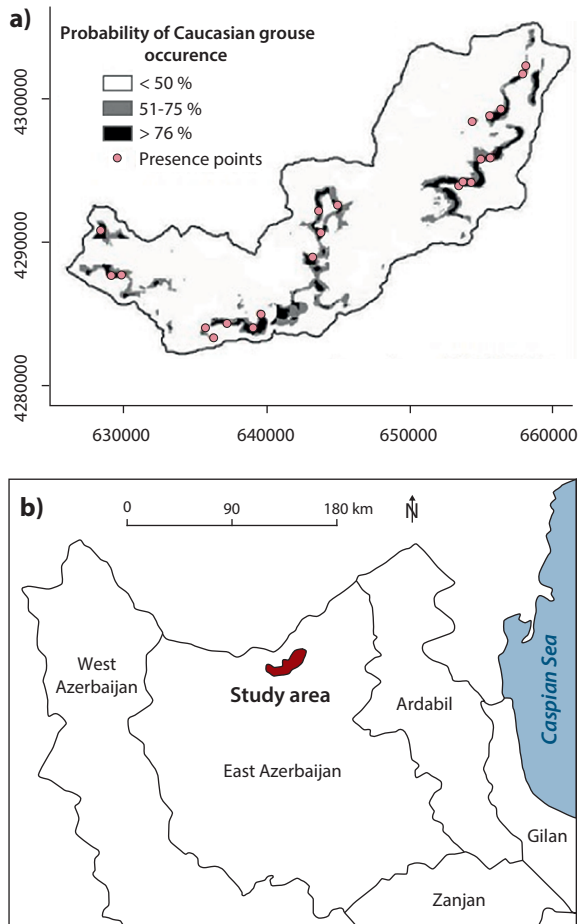 a)
Probability of Caucasian grouse
occurence
< 50 %
51-75 %
> 76 %
Presence points
4300000
4290000
4280000
630000
640000
650000
660000
b)
0
90
180 km
N
West
Azerbaijan
Study area
Ardabil
East Azerbaijan
Caspian Sea
Gilan
Zanjan